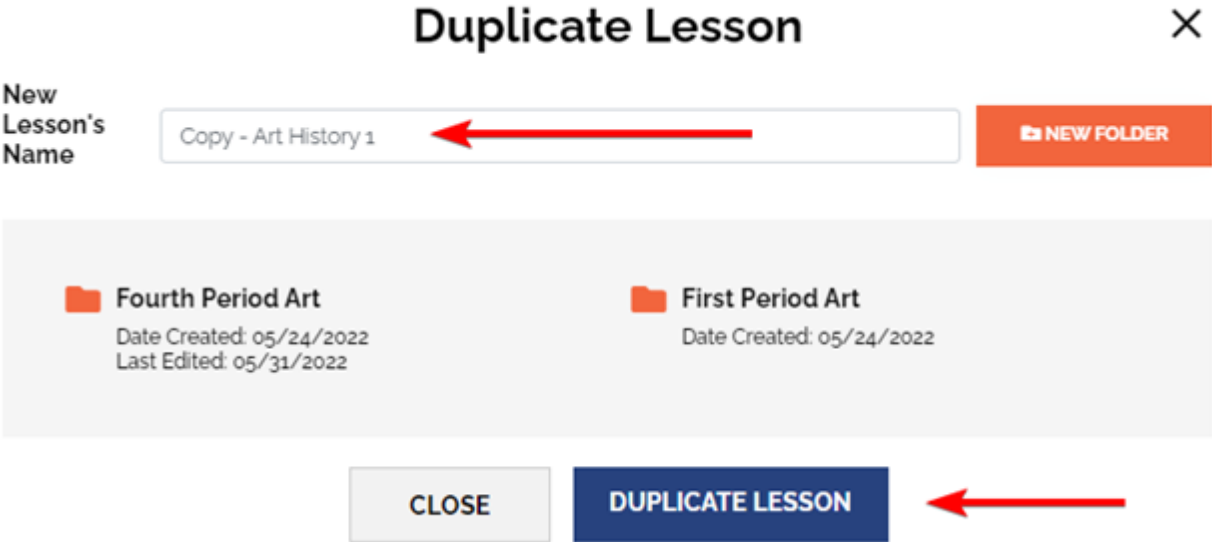 Duplicate Lesson
New
Lesson's
Name
Copy - Art History 1
NEW FOLDER
Fourth Period Art
Date Created: 05/24/2022
Last Edited: 05/31/2022
First Period Art
Date Created: 05/24/2022
CLOSE
DUPLICATE LESSON